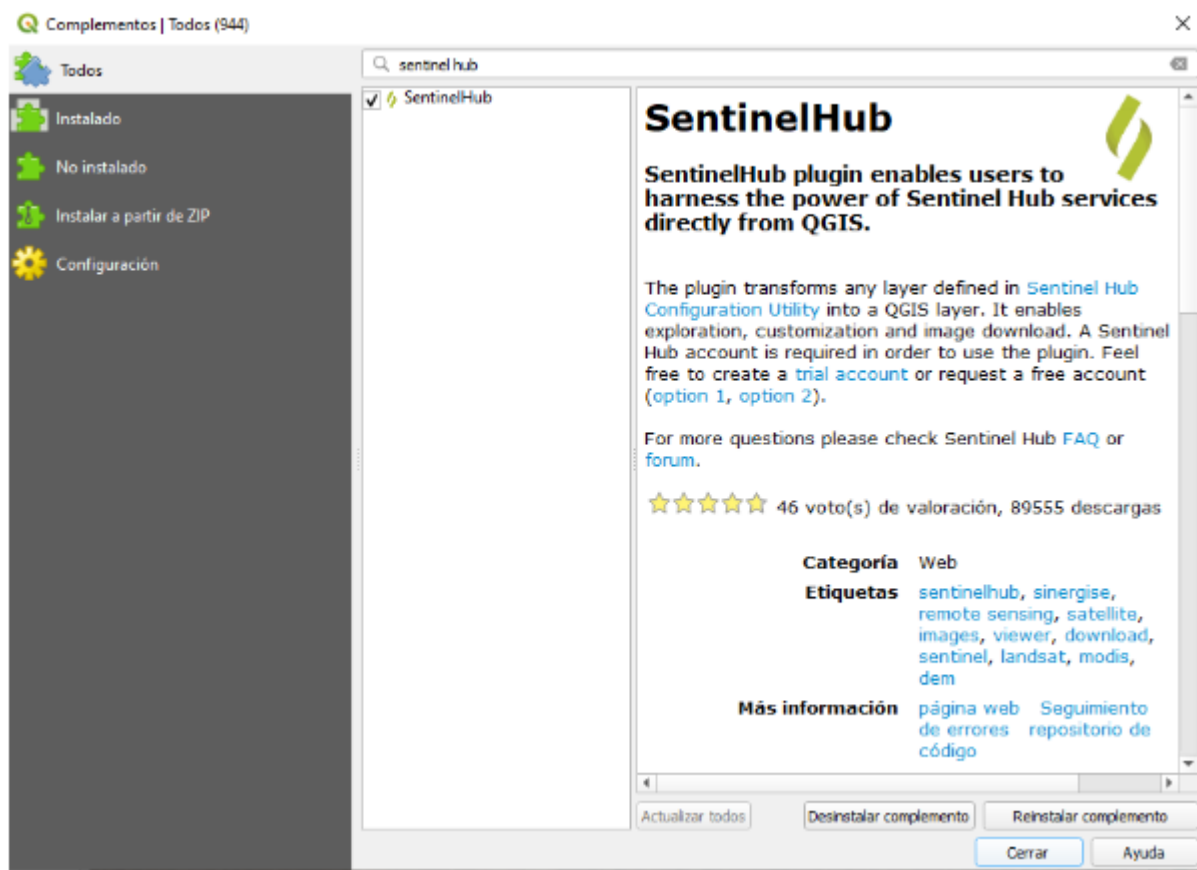 Complementos | Todos (944)
Todos
Instalado
No instalado
Instalar a partir de ZIP
Configuración
sentinel hub
SentinelHub
SentinelHub
SentinelHub plugin enables users to
harness the power of Sentinel Hub services
directly from QGIS.
The plugin transforms any layer defined in Sentinel Hub
Configuration Utility into a QGIS layer. It enables
exploration, customization and image download. A Sentinel
Hub account is required in order to use the plugin. Feel
free to create a trial account or request a free account
(option 1, option 2).
For more questions please check Sentinel Hub FAQ or
forum.
46 voto(s) de valoración, 89555 descargas
Categoría Web
Etiquetas sentinelhub, sinergise,
remote sensing, satellite,
images, viewer, download,
sentinel, landsat, modis,
dem
Más información página web Seguimiento
de errores repositorio de
código
Actualizar todos Desinstalar complemento Reinstalar complemento
Cerrar Ayuda